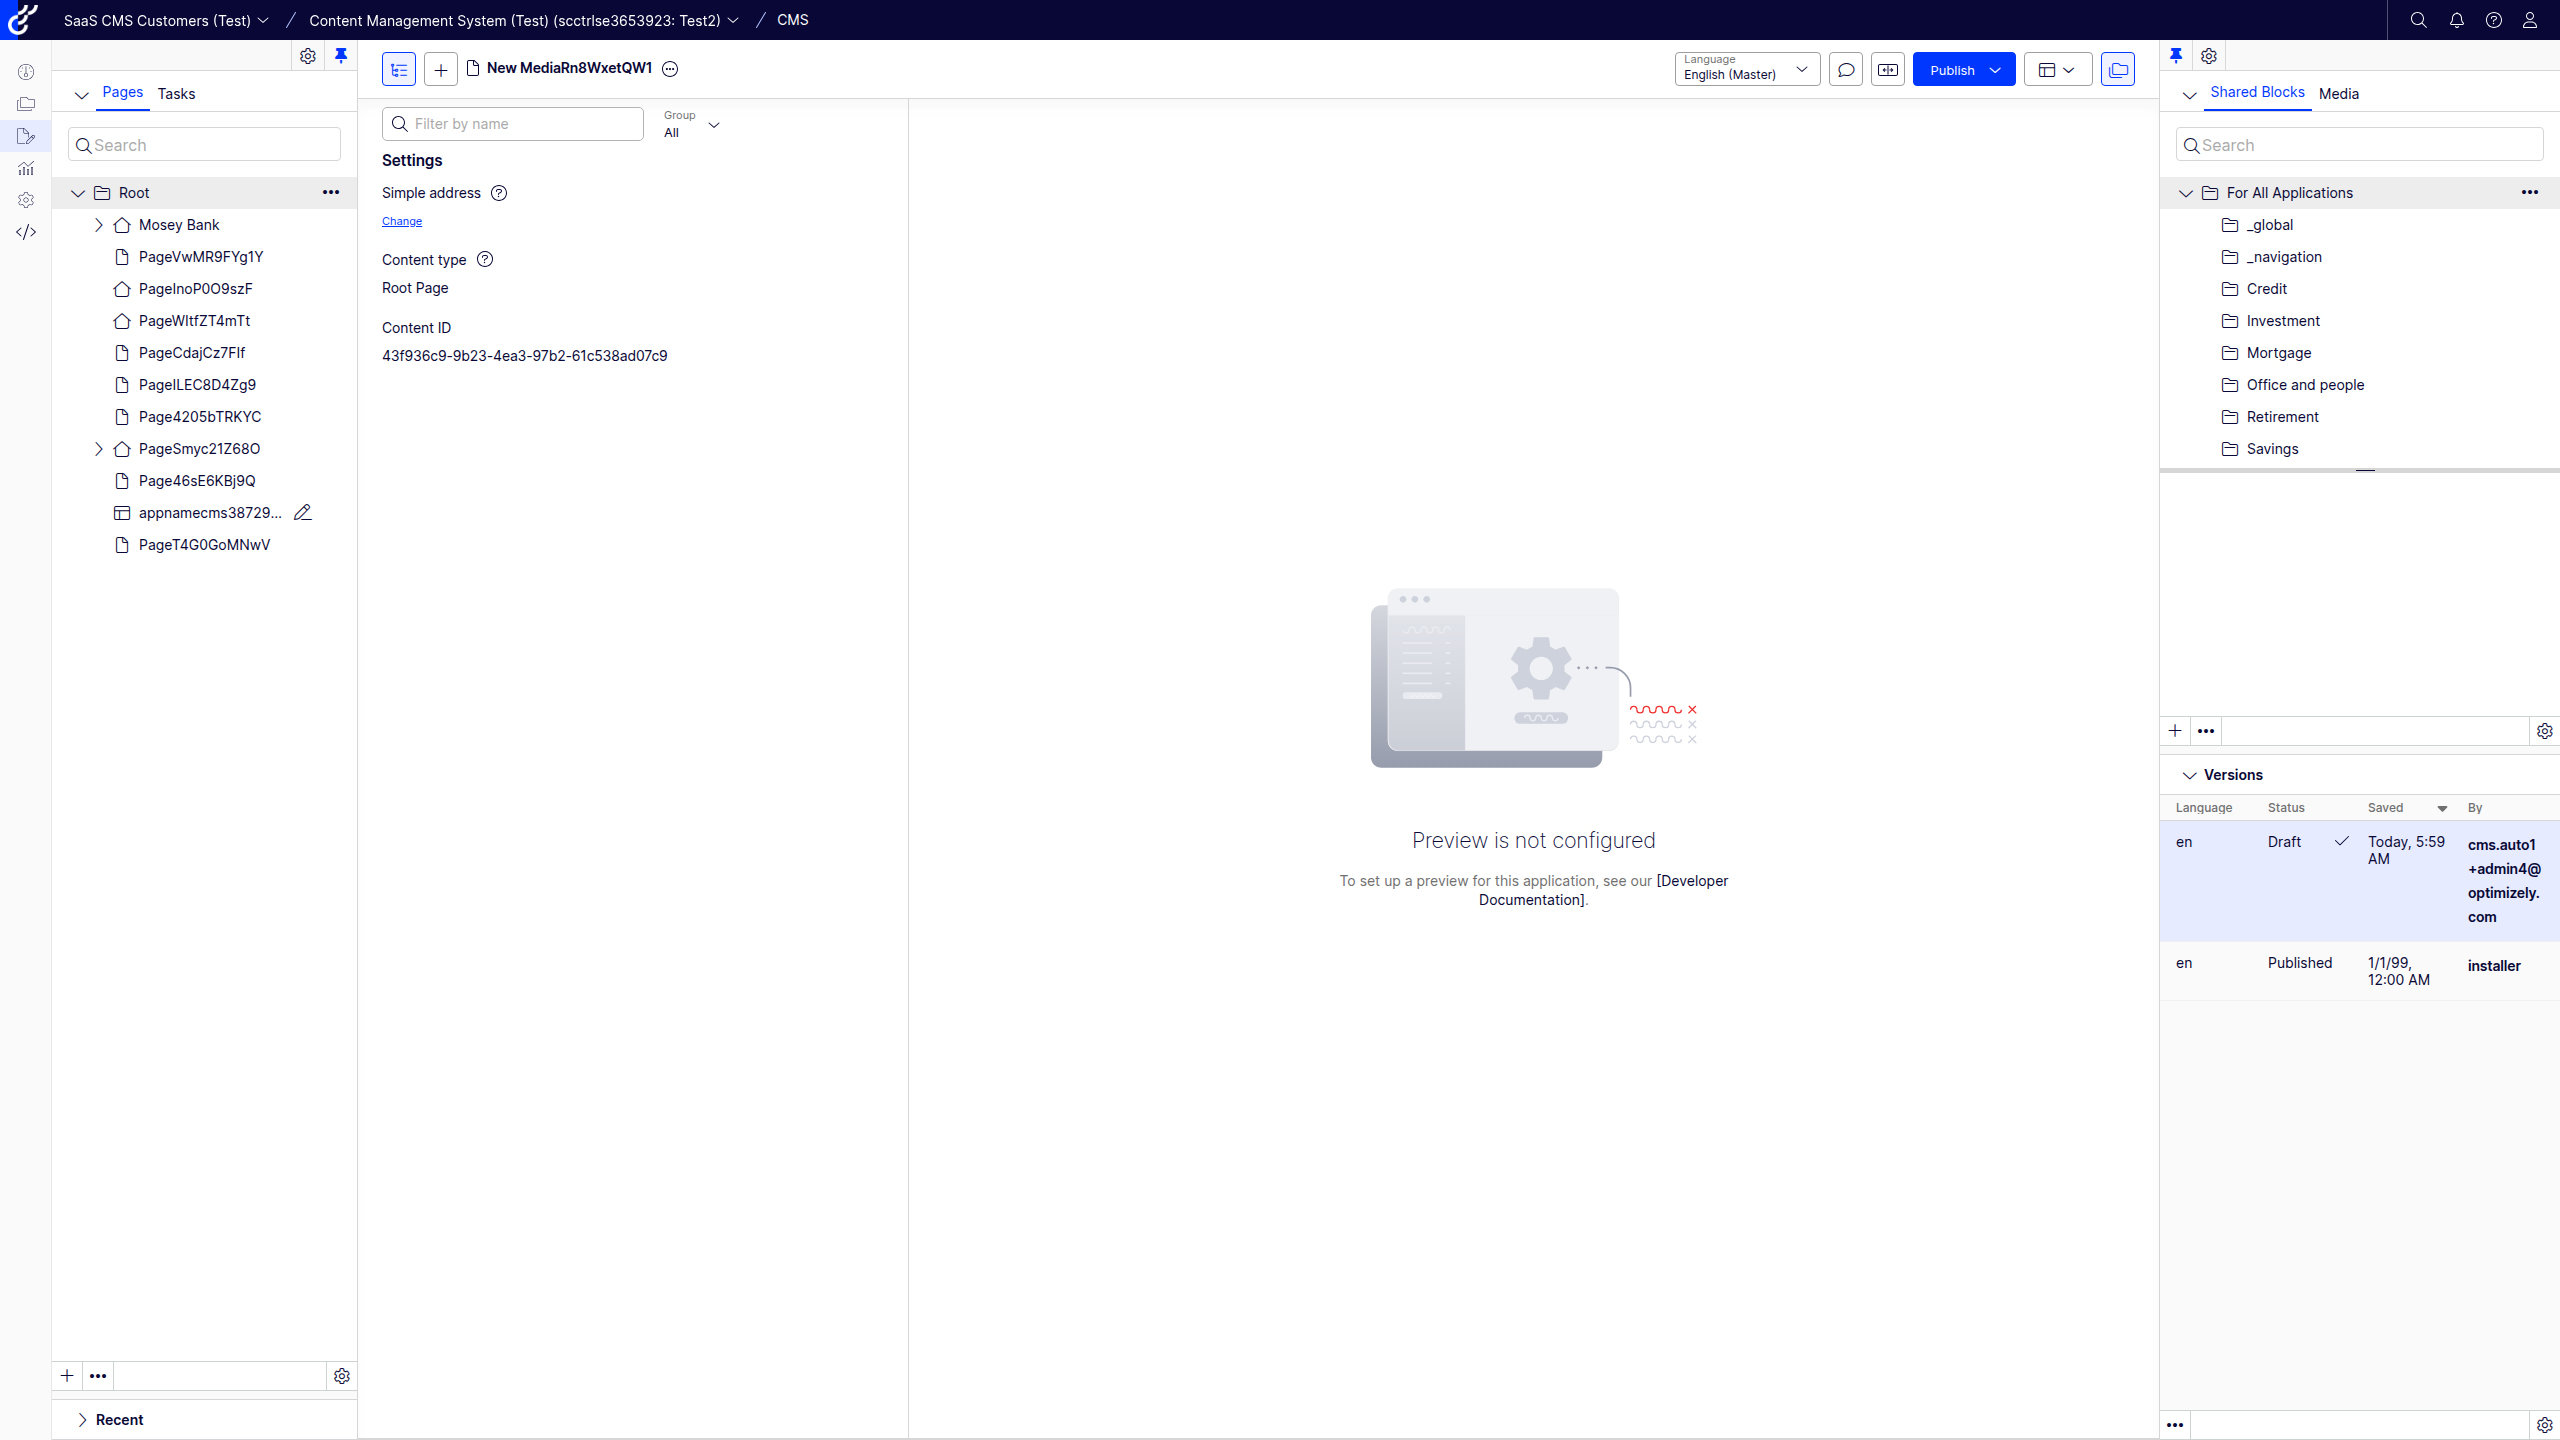 SaaS CMS Customers (Test) / Content Management System (Test) (scctrlse3653923: Test2) / CMS
Pages Tasks
Search
Root
Mosey Bank
PageVwMR9FYg1Y
PageInoP0O9szF
PageWItfZT4mTt
PageCdajCz7FIf
PageILEC8D4Zg9
Page4205bTRKYC
PageSmyc21Z68O
Page46sE6KBj9Q
appnamecms38729...
PageT4G0GoMNwV
Recent
New MediaRn8WxetQW1
Language
English (Master)
Publish
Filter by name
Group
All
Settings
Simple address
Change
Content type
Root Page
Content ID
43f936c9-9b23-4ea3-97b2-61c538ad07c9
Preview is not configured
To set up a preview for this application, see our [Developer
Documentation].
Shared Blocks Media
Search
For All Applications
_global
_navigation
Credit
Investment
Mortgage
Office and people
Retirement
Savings
Versions
Language Status Saved By
en Draft Today, 5:59 AM cms.auto1+admin4@optimizely.com
en Published 1/1/99, 12:00 AM installer